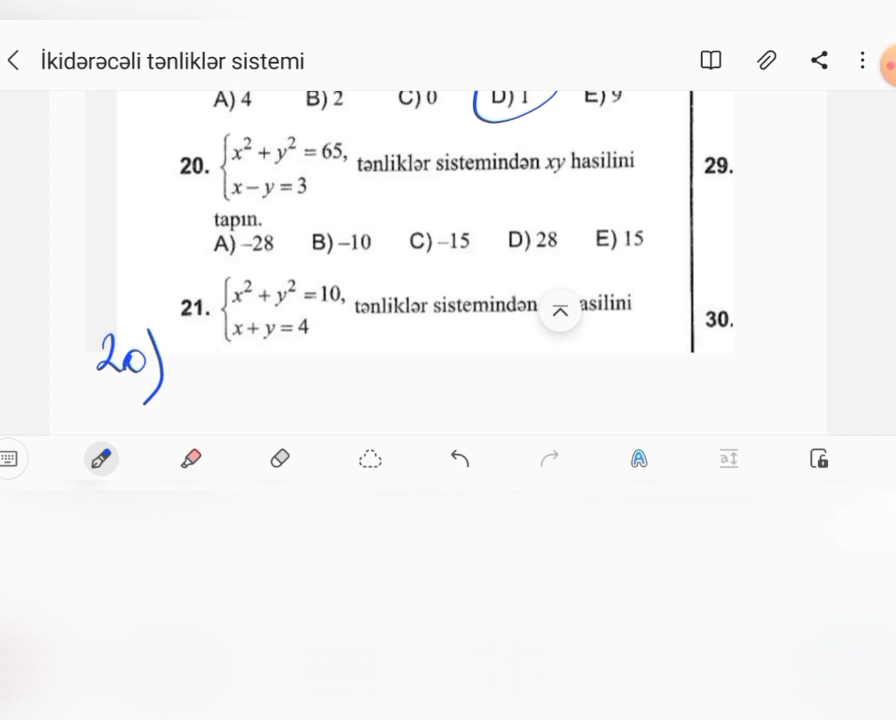 İkidərəcəli tənliklər sistemi
A) 4 B) 2 C) 0 D) 1 E) 9
20. {x² + y² = 65, tənliklər sistemindən xy hasilini
x – y = 3
tapın.
A) –28 B) –10 C) –15 D) 28 E) 15
29.
21. {x² + y² = 10, tənliklər sistemindən asilini
x + y = 4
30.
20)